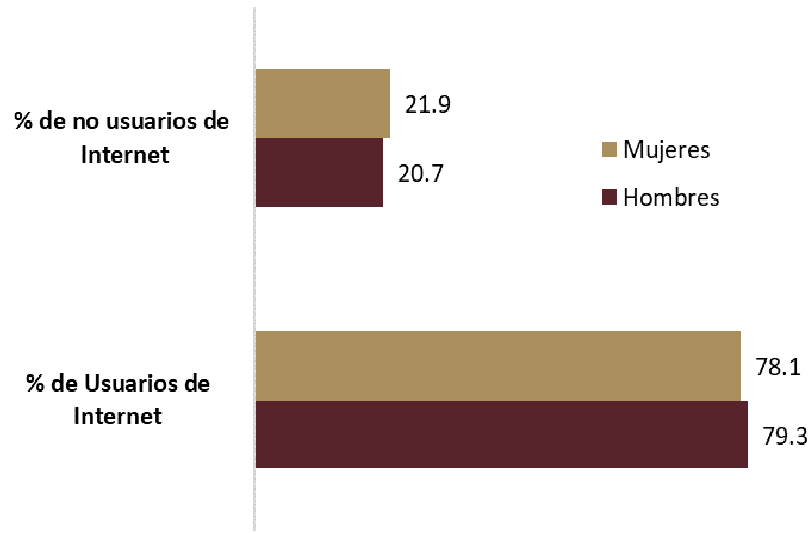 % de no usuarios de
Internet
21.9
20.7
Mujeres
Hombres
% de Usuarios de
Internet
78.1
79.3